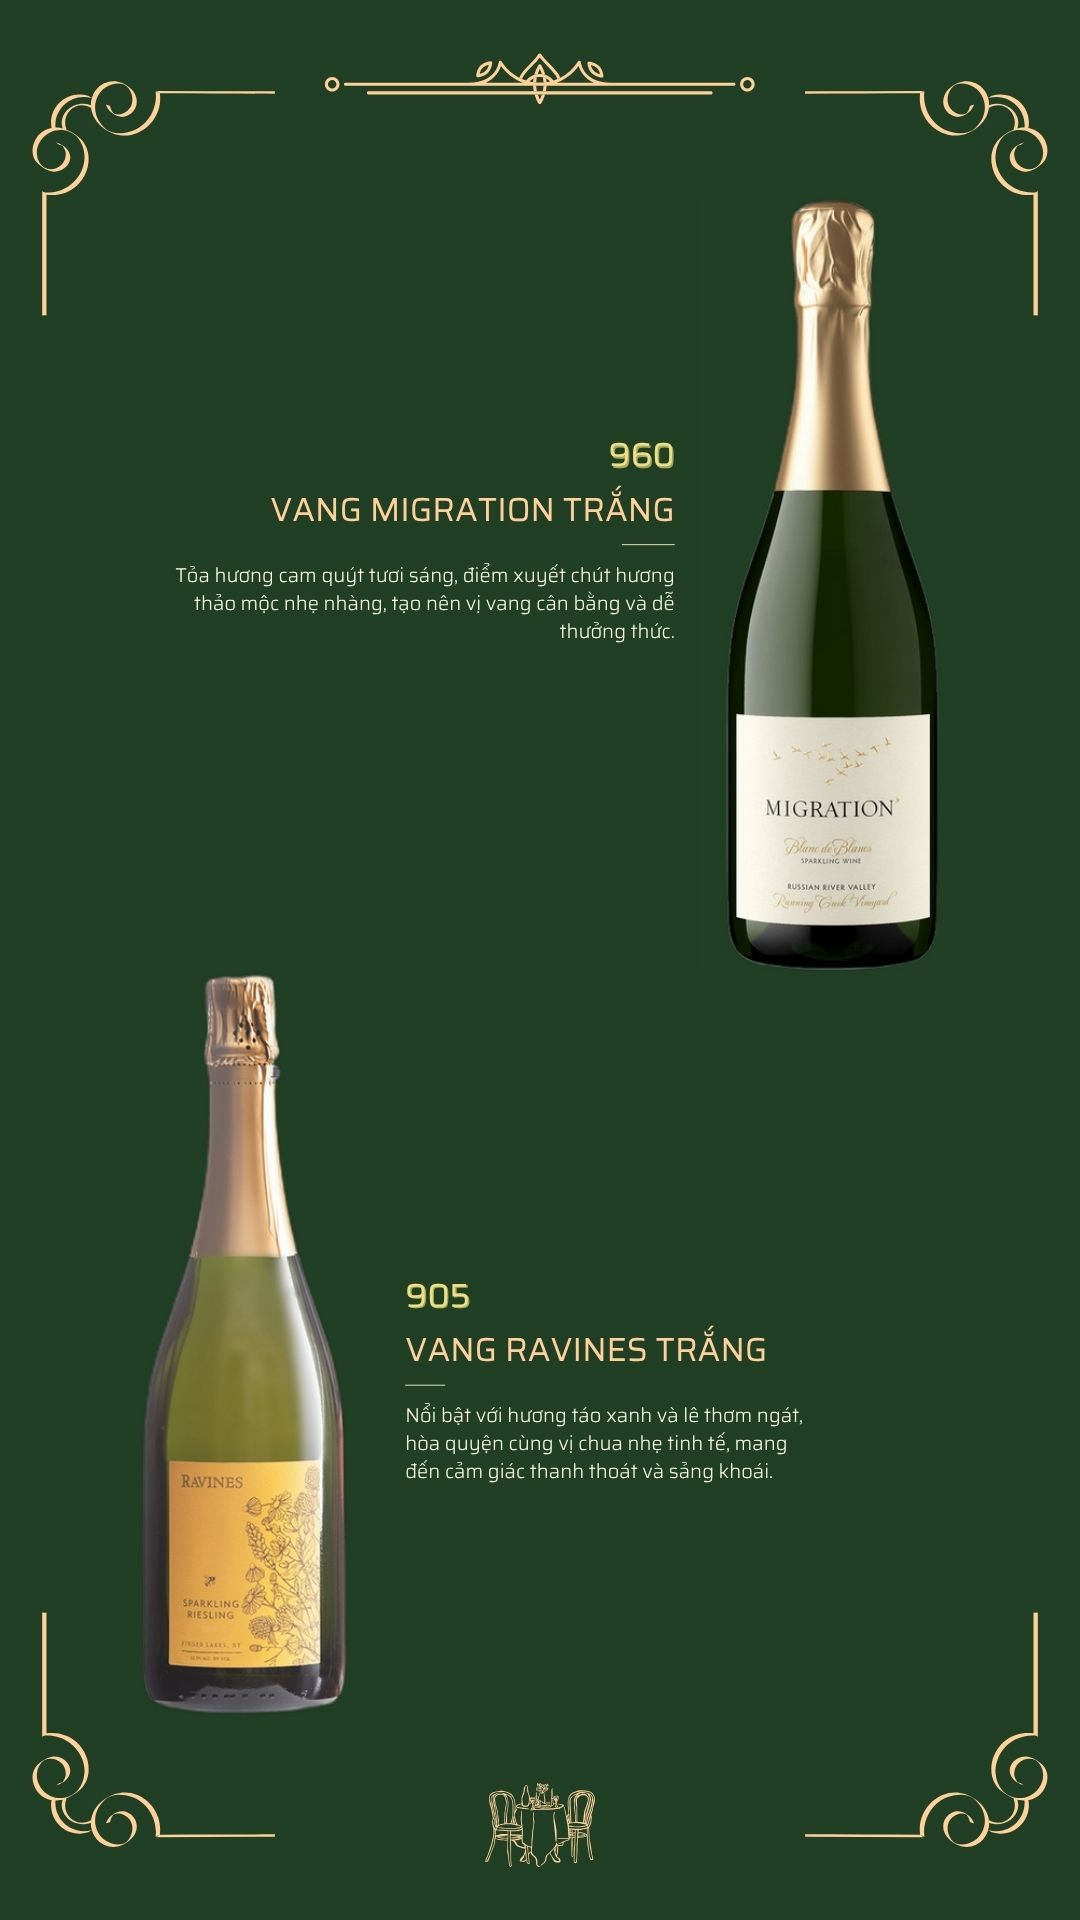 960
VANG MIGRATION TRẮNG
Tỏa hương cam quýt tươi sáng, điểm xuyết chút hương
thảo mộc nhẹ nhàng, tạo nên vị vang cân bằng và dễ
thưởng thức.
MIGRATION
Blanc de Blancs
SPARKLING WINE
RUSSIAN RIVER VALLEY
Running Creek Vineyard
905
VANG RAVINES TRẮNG
Nổi bật với hương táo xanh và lê thơm ngát,
hòa quyện cùng vị chua nhẹ tinh tế, mang
đến cảm giác thanh thoát và sảng khoái.
RAVINES
SPARKLING
RIESLING
FINGER LAKES, NY